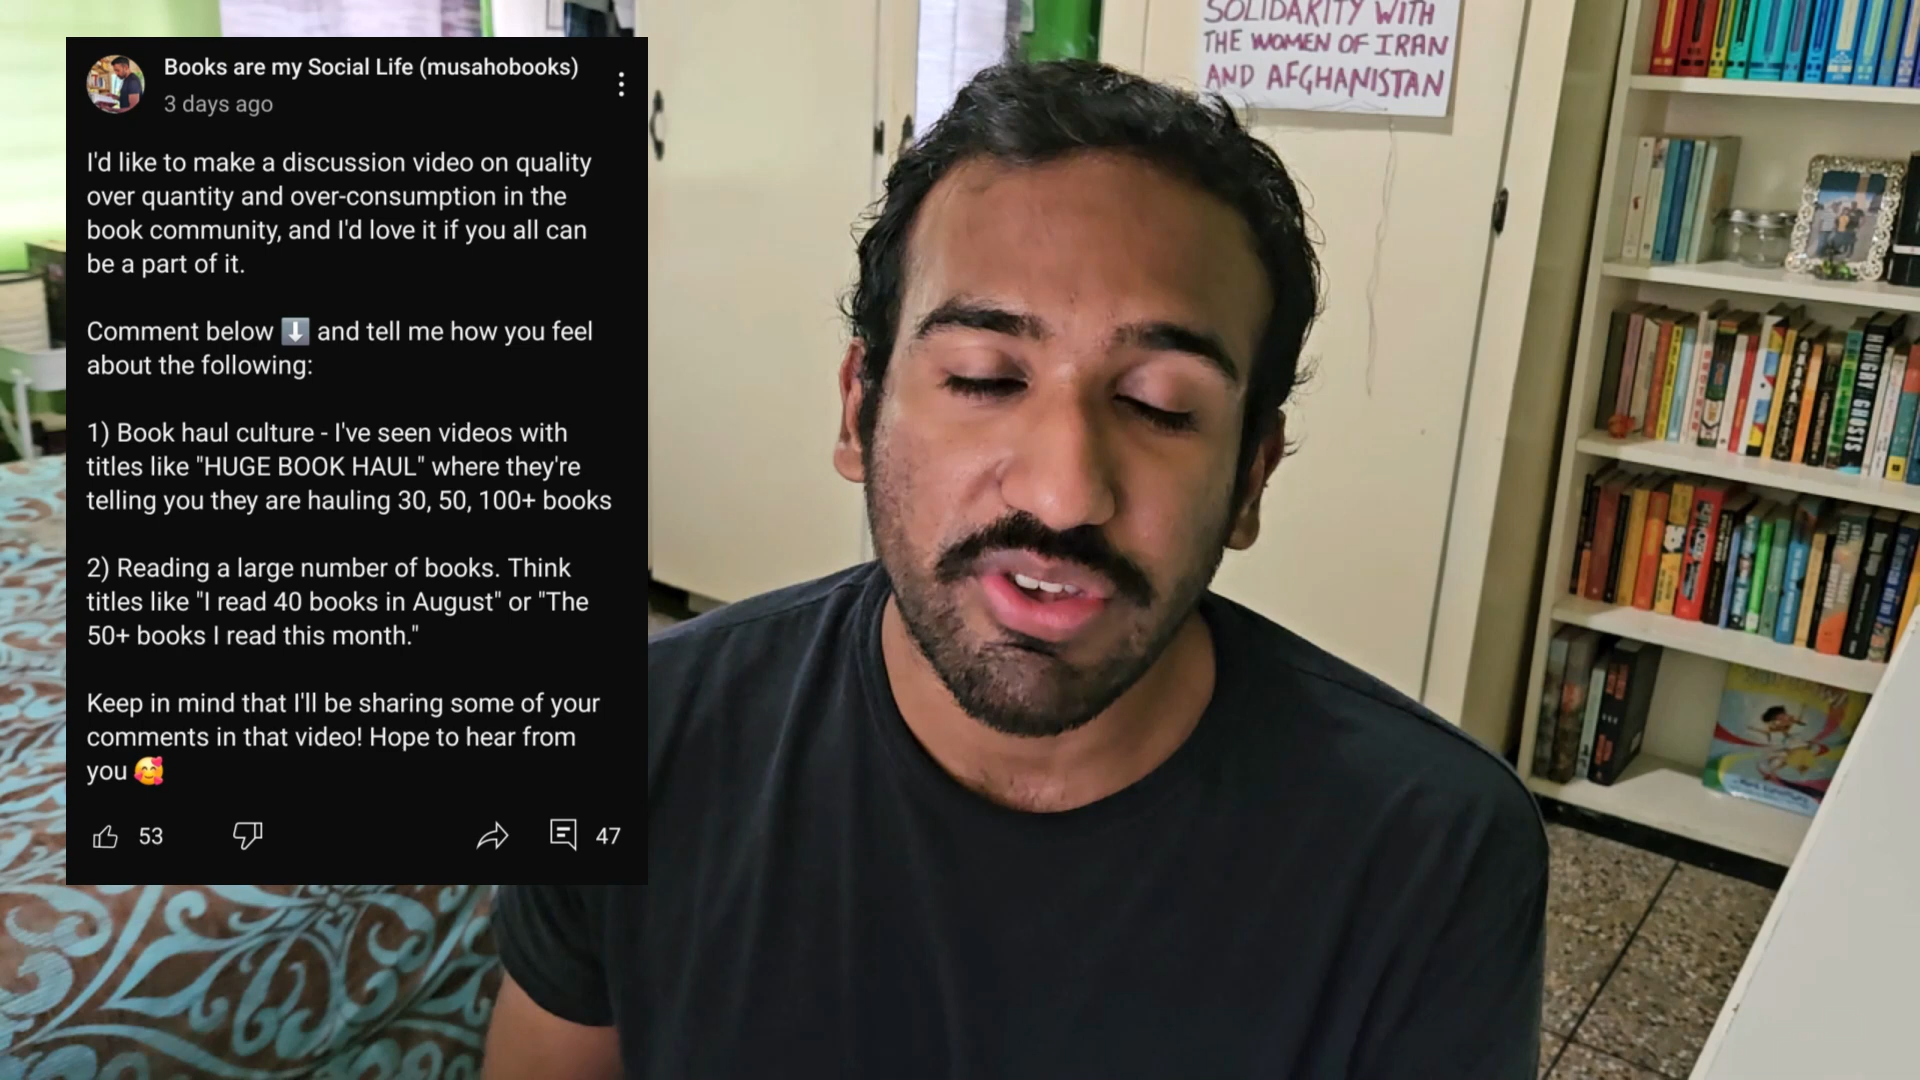 Books are my Social Life (musahobooks)
3 days ago
I'd like to make a discussion video on quality
over quantity and over-consumption in the
book community, and I'd love it if you all can
be a part of it.
Comment below ⬇️ and tell me how you feel
about the following:
1) Book haul culture - I've seen videos with
titles like "HUGE BOOK HAUL" where they're
telling you they are hauling 30, 50, 100+ books
2) Reading a large number of books. Think
titles like "I read 40 books in August" or "The
50+ books I read this month."
Keep in mind that I'll be sharing some of your
comments in that video! Hope to hear from
you 🥰
53
47
SOLIDARITY WITH
THE WOMEN OF IRAN
AND AFGHANISTAN
HUNGRY GHOSTS